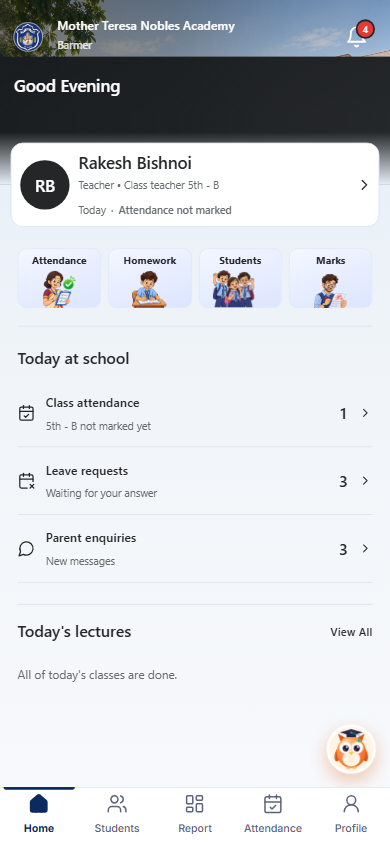 Mother Teresa Nobles Academy
Barmer
4
Good Evening
RB
Rakesh Bishnoi
Teacher • Class teacher 5th - B
Today · Attendance not marked
Attendance
Homework
Students
Marks
Today at school
Class attendance
5th - B not marked yet
1
Leave requests
Waiting for your answer
3
Parent enquiries
New messages
3
Today's lectures
View All
All of today's classes are done.
Home
Students
Report
Attendance
Profile